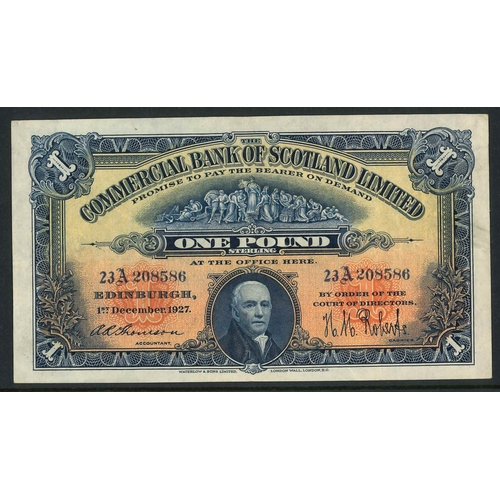 THE
COMMERCIAL BANK OF SCOTLAND LIMITED
PROMISE TO PAY THE BEARER ON DEMAND
ONE POUND
STERLING
AT THE OFFICE HERE.
23 A 208586 23 A 208586
EDINBURGH, BY ORDER OF THE
1ST December, 1927. COURT OF DIRECTORS.
ACCOUNTANT. CASHIER
1 1
WATERLOW & SONS LIMITED, LONDON WALL, LONDON, E.C.